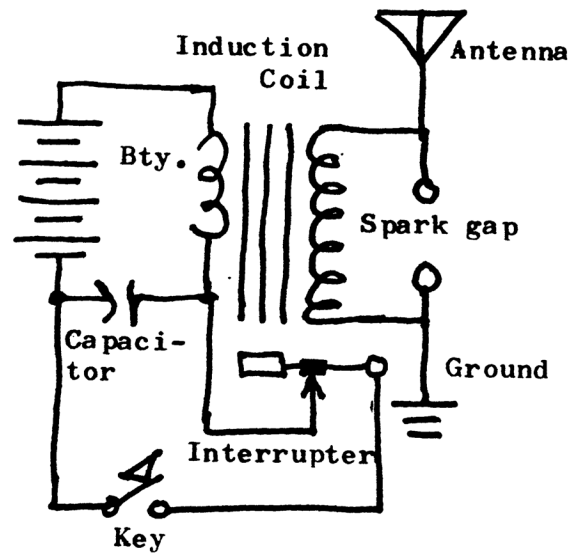 Induction
Coil
Antenna
Bty.
Spark gap
Capaci-
tor
Ground
Interrupter
Key